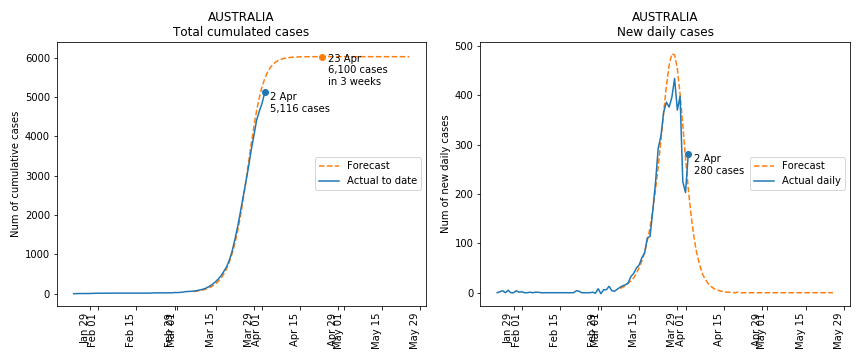 AUSTRALIA
Total cumulated cases
Num of cumulative cases
6000
5000
4000
3000
2000
1000
0
23 Apr
6,100 cases
in 3 weeks
2 Apr
5,116 cases
Forecast
Actual to date
Jan 29
Feb 01
Feb 15
Feb 29
Mar 01
Mar 15
Mar 29
Apr 01
Apr 15
Apr 29
May 01
May 15
May 29
AUSTRALIA
New daily cases
Num of new daily cases
500
400
300
200
100
0
2 Apr
280 cases
Forecast
Actual daily
Jan 29
Feb 01
Feb 15
Feb 29
Mar 01
Mar 15
Mar 29
Apr 01
Apr 15
Apr 29
May 01
May 15
May 29